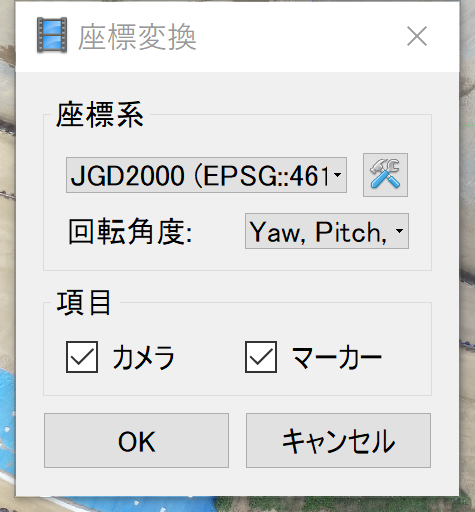 座標変換
座標系
JGD2000 (EPSG::461
回転角度: Yaw, Pitch,
項目
カメラ マーカー
OK キャンセル